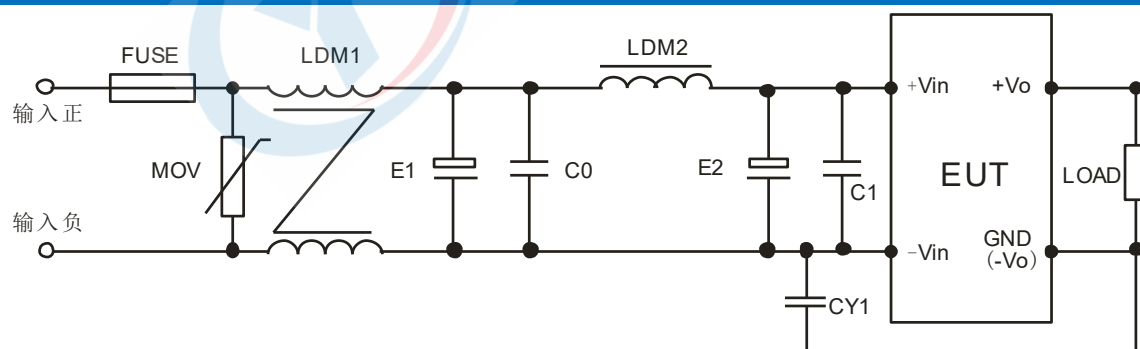 FUSE
LDM1
LDM2
输入正
MOV
E1
C0
E2
C1
+Vin
+Vo
EUT
LOAD
输入负
-Vin
GND
(-Vo)
CY1